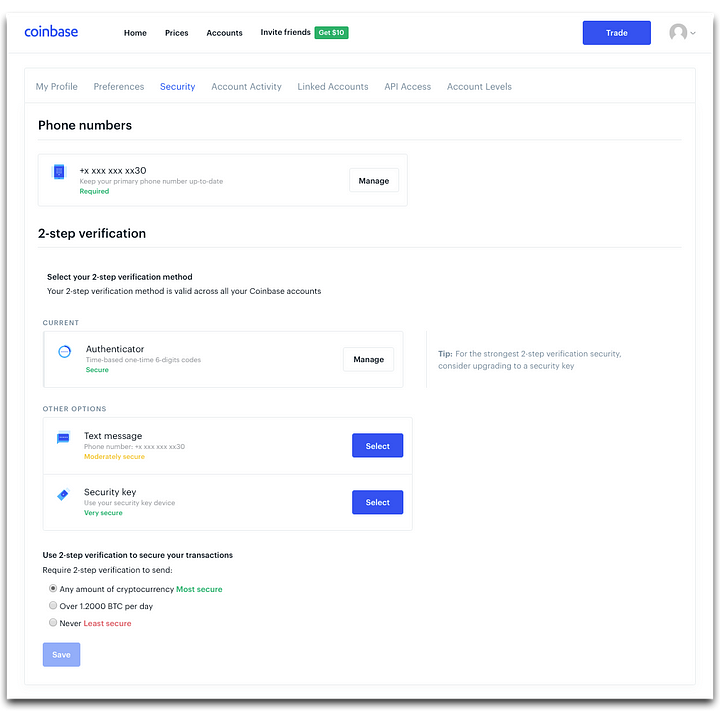 coinbase
Home Prices Accounts Invite friends Get $10 Trade
My Profile Preferences Security Account Activity Linked Accounts API Access Account Levels
Phone numbers
+x xxx xxx xx30
Keep your primary phone number up-to-date
Required
Manage
2-step verification
Select your 2-step verification method
Your 2-step verification method is valid across all your Coinbase accounts
CURRENT
Authenticator
Time-based one-time 6-digits codes
Secure
Manage
Tip: For the strongest 2-step verification security,
consider upgrading to a security key
OTHER OPTIONS
Text message
Phone number: +x xxx xxx xx30
Moderately secure
Select
Security key
Use your security key device
Very secure
Select
Use 2-step verification to secure your transactions
Require 2-step verification to send:
Any amount of cryptocurrency Most secure
Over 1.2000 BTC per day
Never Least secure
Save